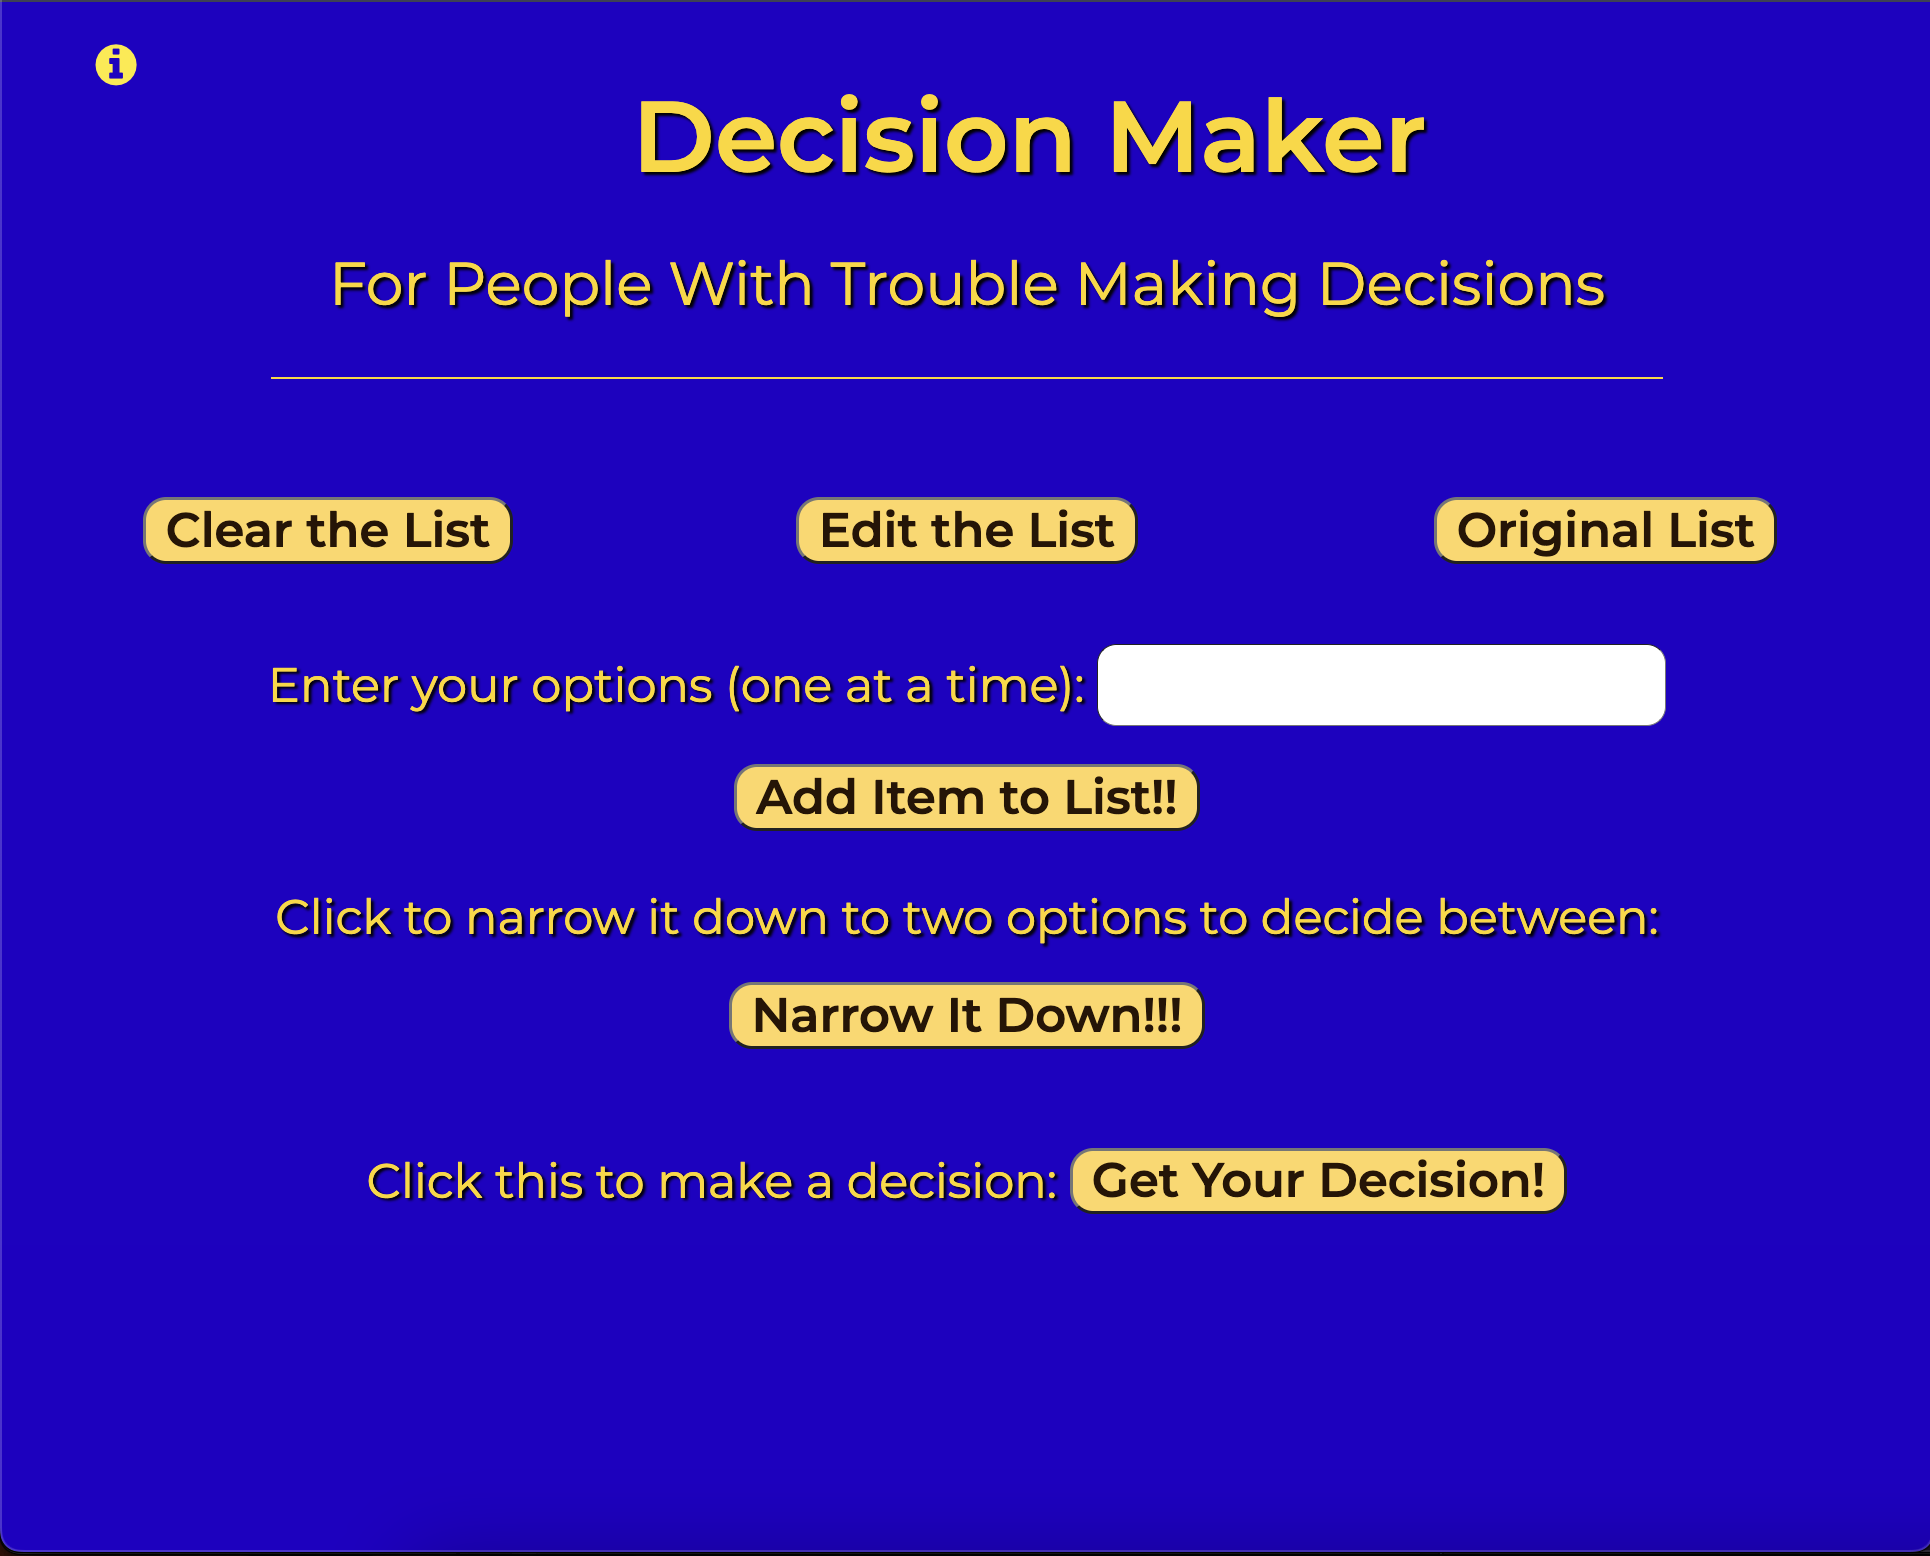 Decision Maker
For People With Trouble Making Decisions
Clear the List
Edit the List
Original List
Enter your options (one at a time):
Add Item to List!!
Click to narrow it down to two options to decide between:
Narrow It Down!!!
Click this to make a decision: Get Your Decision!